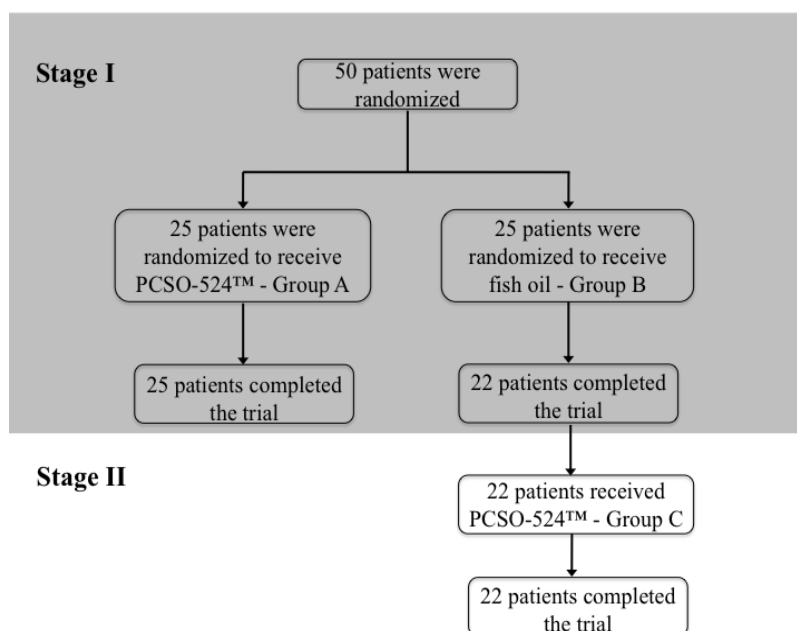 Stage I
50 patients were
randomized
25 patients were
randomized to receive
PCSO-524™ - Group A
25 patients were
randomized to receive
fish oil - Group B
25 patients completed
the trial
22 patients completed
the trial
Stage II
22 patients received
PCSO-524™ - Group C
22 patients completed
the trial